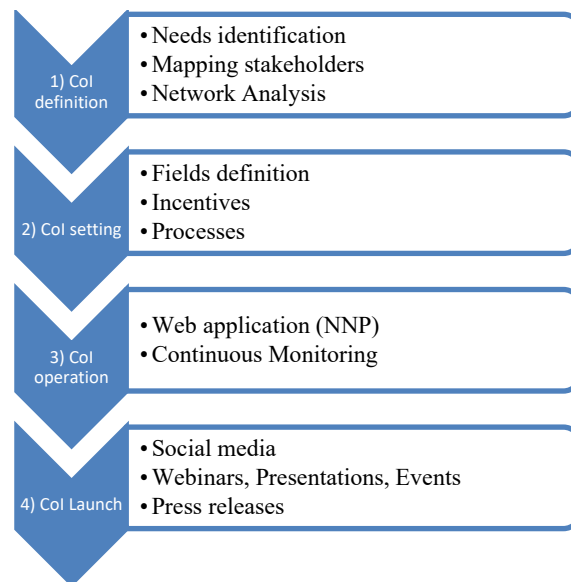 1) CoI
definition
• Needs identification
• Mapping stakeholders
• Network Analysis
2) CoI setting
• Fields definition
• Incentives
• Processes
3) CoI
operation
• Web application (NNP)
• Continuous Monitoring
4) CoI Launch
• Social media
• Webinars, Presentations, Events
• Press releases